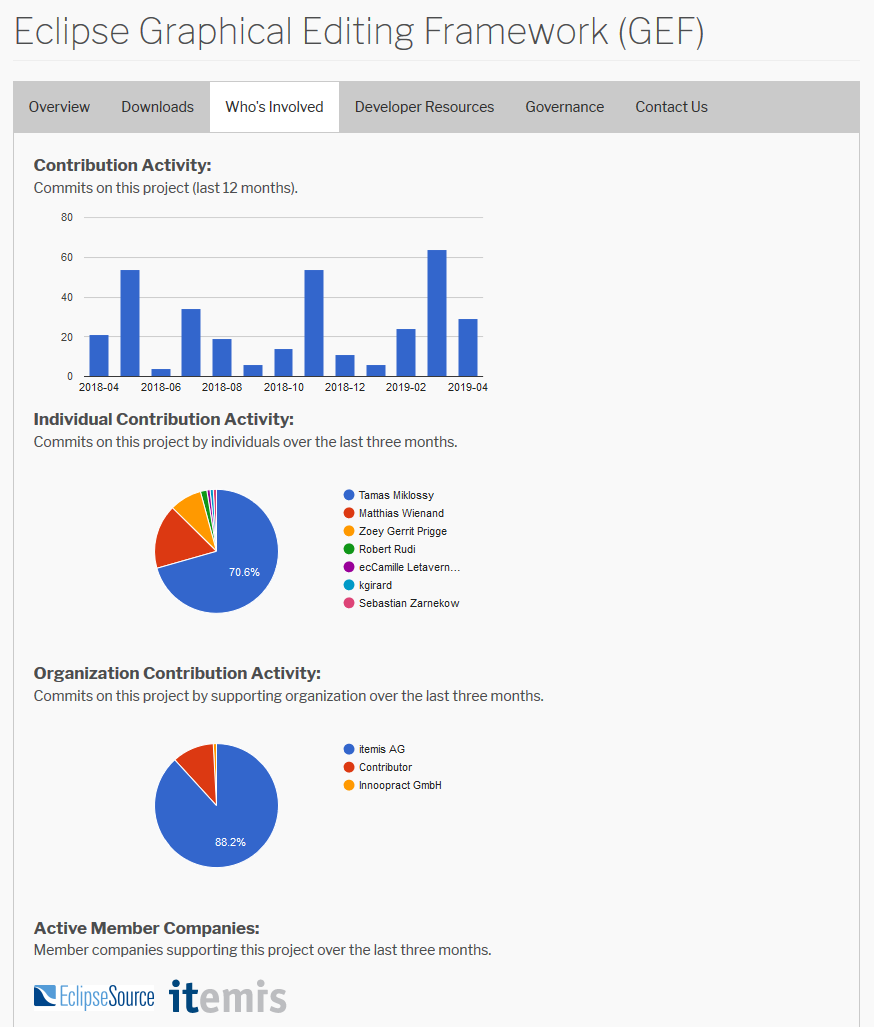 Eclipse Graphical Editing Framework (GEF)
Overview Downloads Who's Involved Developer Resources Governance Contact Us
Contribution Activity:
Commits on this project (last 12 months).
80
60
40
20
0
2018-04 2018-06 2018-08 2018-10 2018-12 2019-02 2019-04
Individual Contribution Activity:
Commits on this project by individuals over the last three months.
Tamas Miklossy
Matthias Wienand
Zoey Gerrit Prigge
Robert Rudi
ecCamille Letavern...
kgirard
Sebastian Zarnekow
70.6%
Organization Contribution Activity:
Commits on this project by supporting organization over the last three months.
itemis AG
Contributor
Innoopract GmbH
88.2%
Active Member Companies:
Member companies supporting this project over the last three months.
EclipseSource itemis